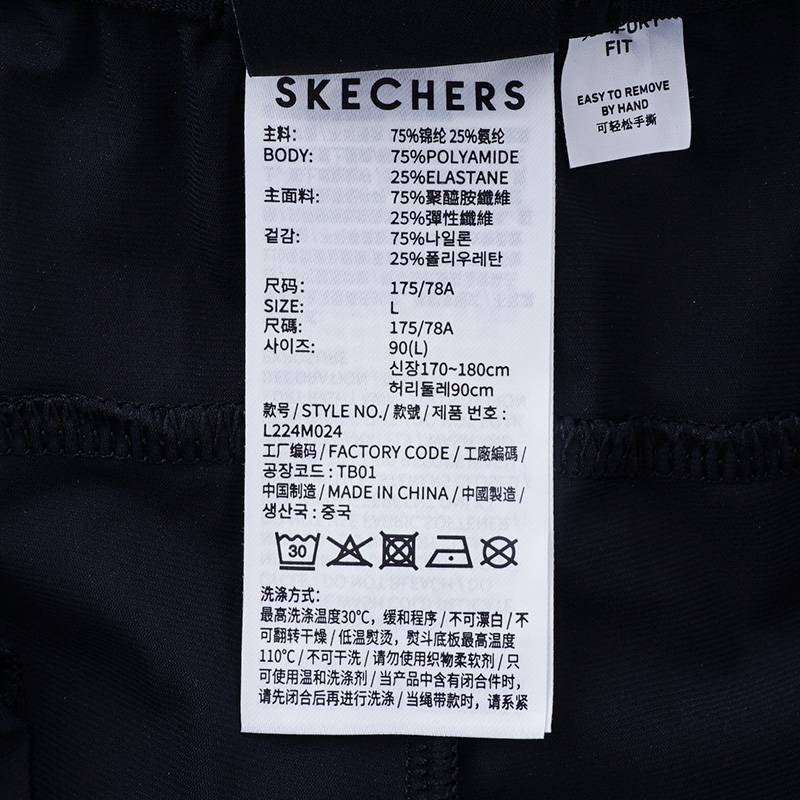 SKECHERS
主料: 75%锦纶 25%氨纶
BODY: 75%POLYAMIDE
25%ELASTANE
主面料: 75%聚醯胺纖維
25%彈性纖維
겉감: 75%나일론
25%폴리우레탄
尺码: 175/78A
SIZE: L
尺碼: 175/78A
사이즈: 90(L)
신장170~180cm
허리둘레90cm
款号 / STYLE NO. / 款號 / 제품 번호 :
L224M024
工厂编码 / FACTORY CODE / 工廠編碼 /
공장코드 : TB01
中国制造 / MADE IN CHINA / 中國製造 /
생산국 : 중국
30
洗涤方式:
最高洗涤温度30°C, 缓和程序 / 不可漂白 / 不
可翻转干燥 / 低温熨烫, 熨斗底板最高温度
110°C / 不可干洗 / 请勿使用织物柔软剂 / 只
可使用温和洗涤剂 / 当产品中含有闭合件时,
请先闭合后再进行洗涤 / 当绳带款时, 请系紧
FIT
EASY TO REMOVE
BY HAND
可轻松手撕